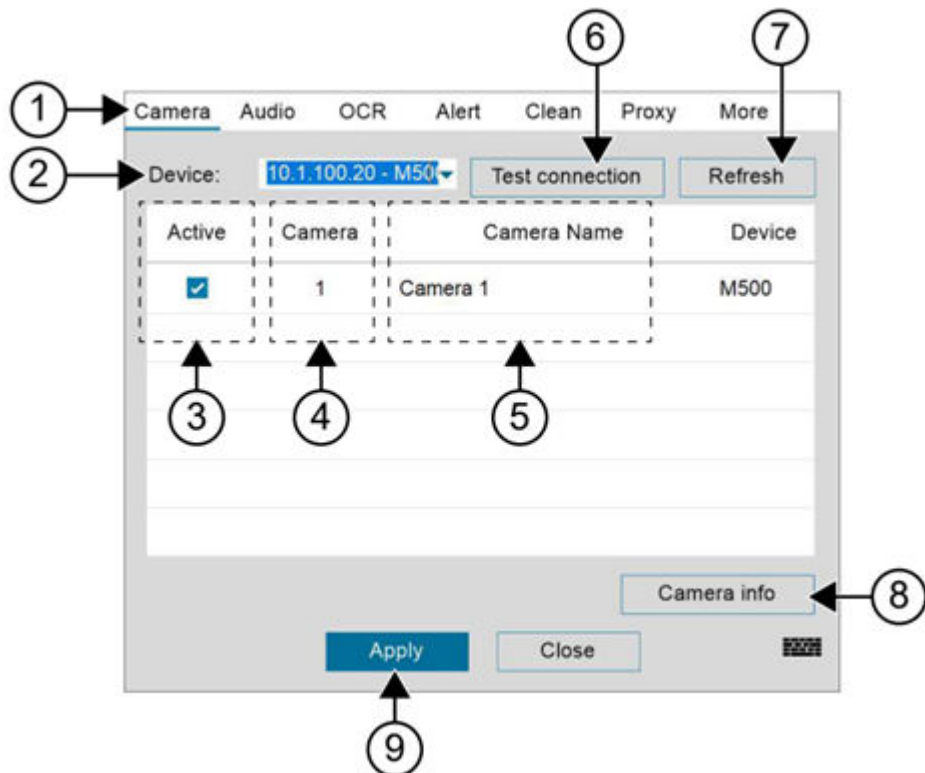 6 7
1 Camera Audio OCR Alert Clean Proxy More
2 Device: 10.1.100.20 - M50 Test connection Refresh
Active Camera Camera Name Device
1 Camera 1 M500
3 4 5
Camera info 8
Apply Close
9